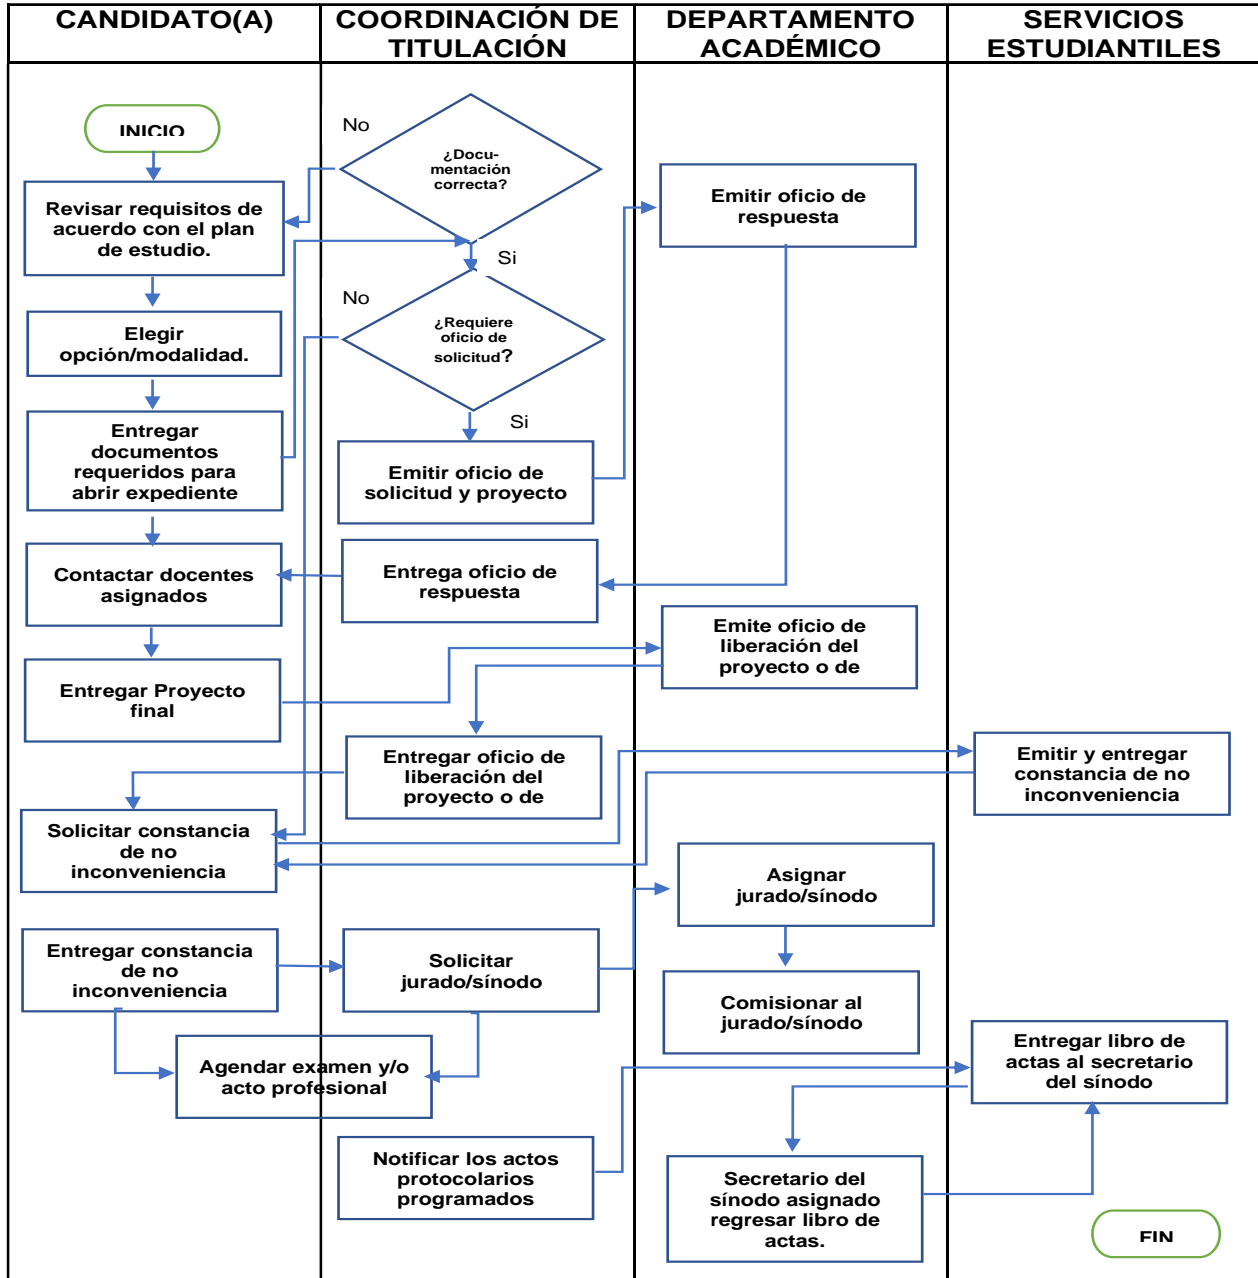 CANDIDATO(A)
COORDINACIÓN DE
TITULACIÓN
DEPARTAMENTO
ACADÉMICO
SERVICIOS
ESTUDIANTILES
INICIO
No
¿Docu-
mentación
correcta?
Emitir oficio de
respuesta
Revisar requisitos de
acuerdo con el plan
de estudio.
Si
No
¿Requiere
oficio de
solicitud?
Elegir
opción/modalidad.
Si
Entregar
documentos
requeridos para
abrir expediente
Emitir oficio de
solicitud y proyecto
Contactar docentes
asignados
Entrega oficio de
respuesta
Emite oficio de
liberación del
proyecto o de
Entregar Proyecto
final
Entregar oficio de
liberación del
proyecto o de
Emitir y entregar
constancia de no
inconveniencia
Solicitar constancia
de no
inconveniencia
Asignar
jurado/sínodo
Entregar constancia
de no
inconveniencia
Solicitar
jurado/sínodo
Comisionar al
jurado/sínodo
Agendar examen y/o
acto profesional
Entregar libro de
actas al secretario
del sínodo
Notificar los actos
protocolarios
programados
Secretario del
sínodo asignado
regresar libro de
actas.
FIN